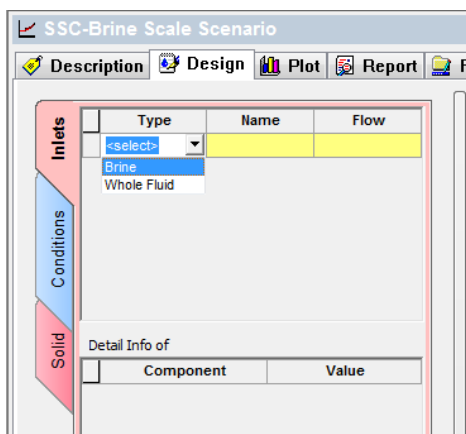 SSC-Brine Scale Scenario
Description Design Plot Report
Inlets
Type Name Flow
<select>
Brine
Whole Fluid
Conditions
Solid
Detail Info of
Component Value